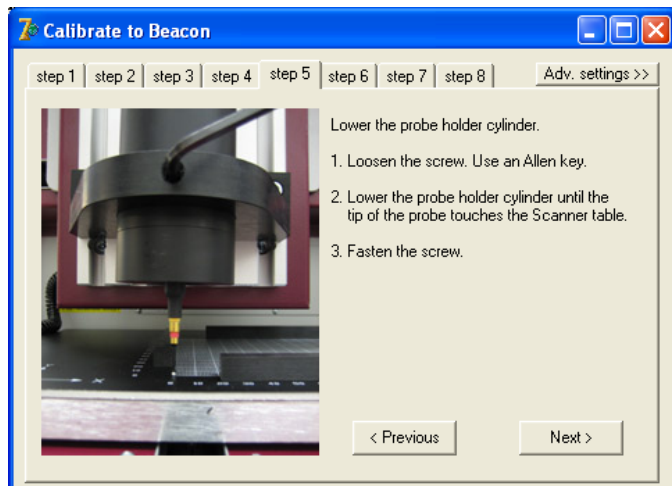 Calibrate to Beacon
step 1 step 2 step 3 step 4 step 5 step 6 step 7 step 8 Adv. settings >>
Lower the probe holder cylinder.
1. Loosen the screw. Use an Allen key.
2. Lower the probe holder cylinder until the
tip of the probe touches the Scanner table.
3. Fasten the screw.
< Previous Next >